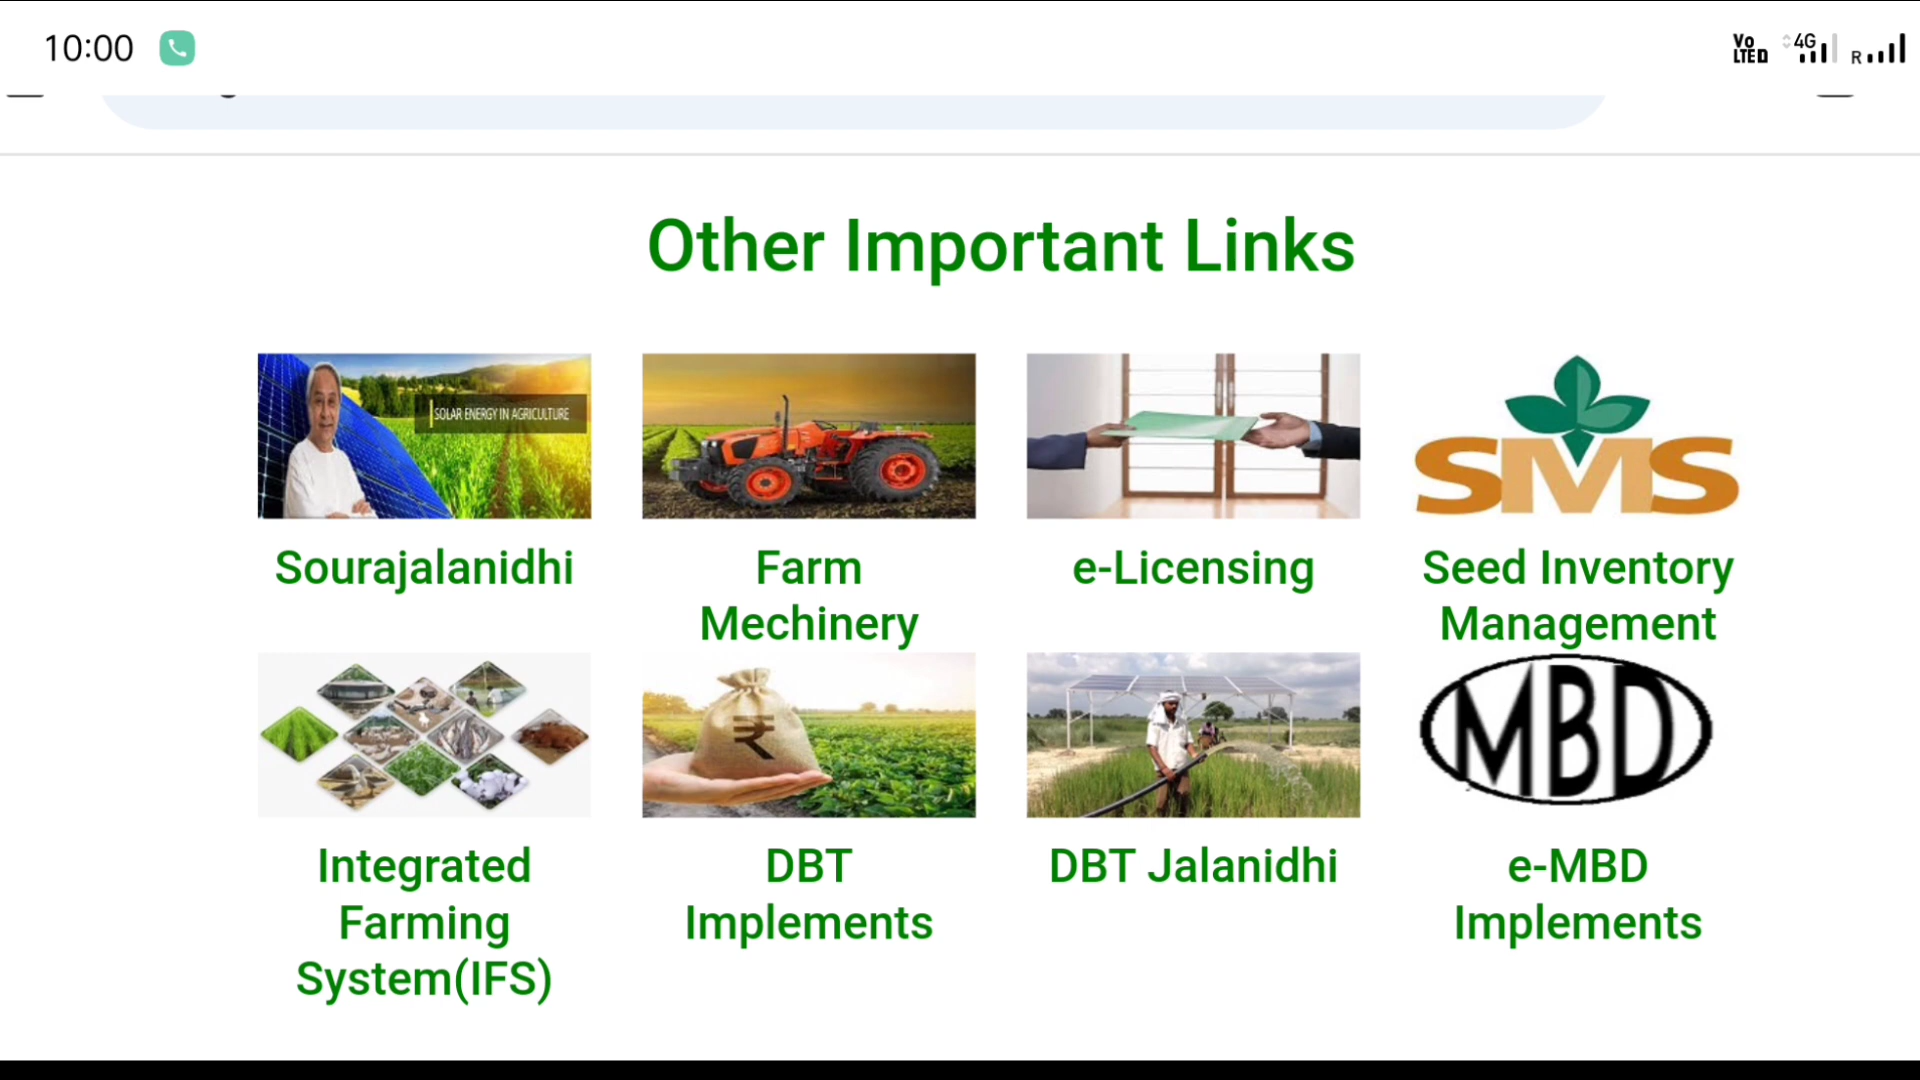 10:00
Vo
LTE
4G
R
Other Important Links
SOLAR ENERGY IN AGRICULTURE
SMS
Sourajalanidhi
Farm
Mechinery
e-Licensing
Seed Inventory
Management
₹
MBD
Integrated
Farming
System(IFS)
DBT
Implements
DBT Jalanidhi
e-MBD
Implements